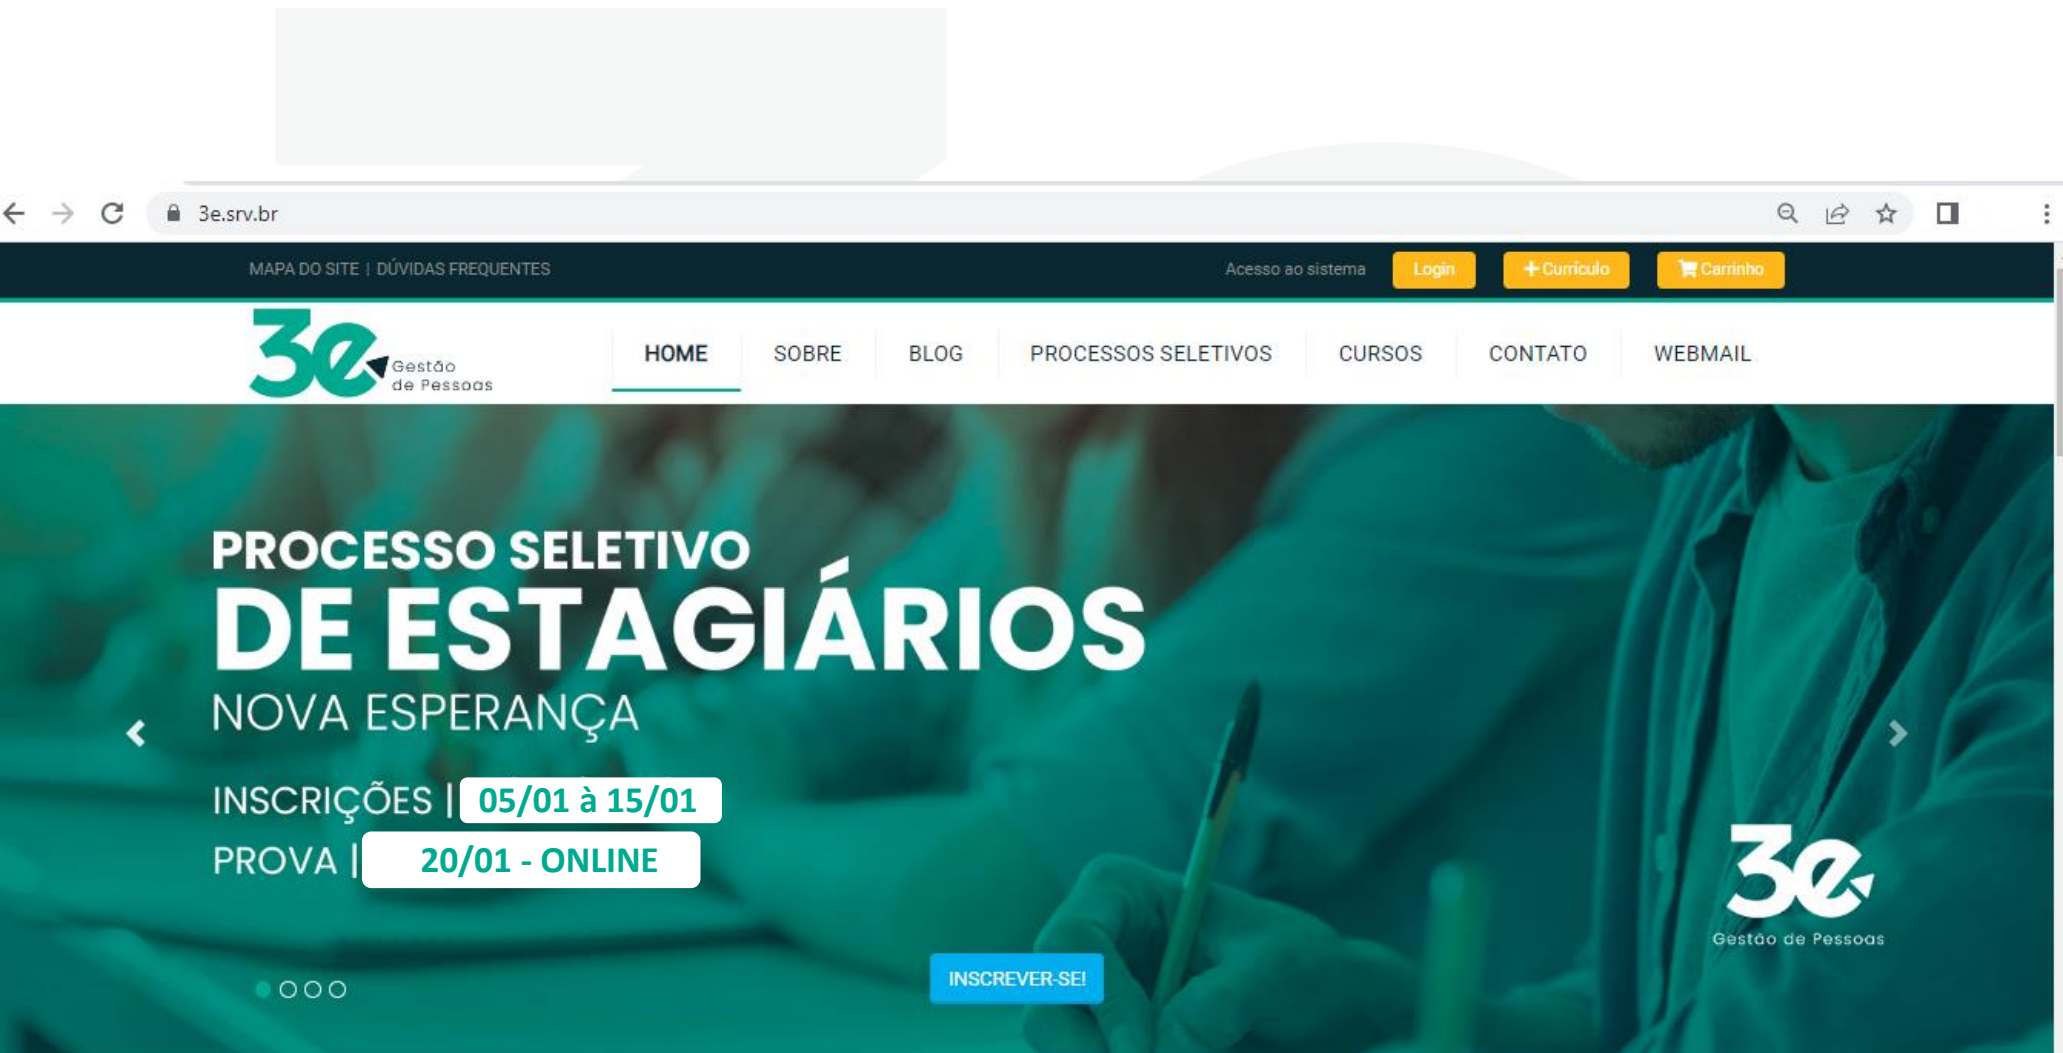 3e.srv.br
MAPA DO SITE | DÚVIDAS FREQUENTES
Acesso ao sistema
Login
+ Currículo
Carrinho
3e Gestão
de Pessoas
HOME
SOBRE
BLOG
PROCESSOS SELETIVOS
CURSOS
CONTATO
WEBMAIL
PROCESSO SELETIVO
DE ESTAGIÁRIOS
NOVA ESPERANÇA
INSCRIÇÕES | 05/01 à 15/01
PROVA | 20/01 - ONLINE
3e
Gestão de Pessoas
INSCREVER-SE!